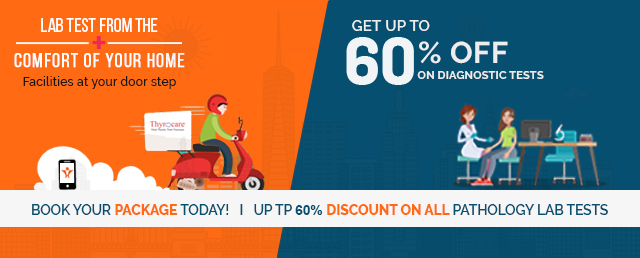 LAB TEST FROM THE
COMFORT OF YOUR HOME
Facilities at your door step
GET UP TO
60% OFF
ON DIAGNOSTIC TESTS
Thyrocare
BOOK YOUR PACKAGE TODAY! I UP TP 60% DISCOUNT ON ALL PATHOLOGY LAB TESTS